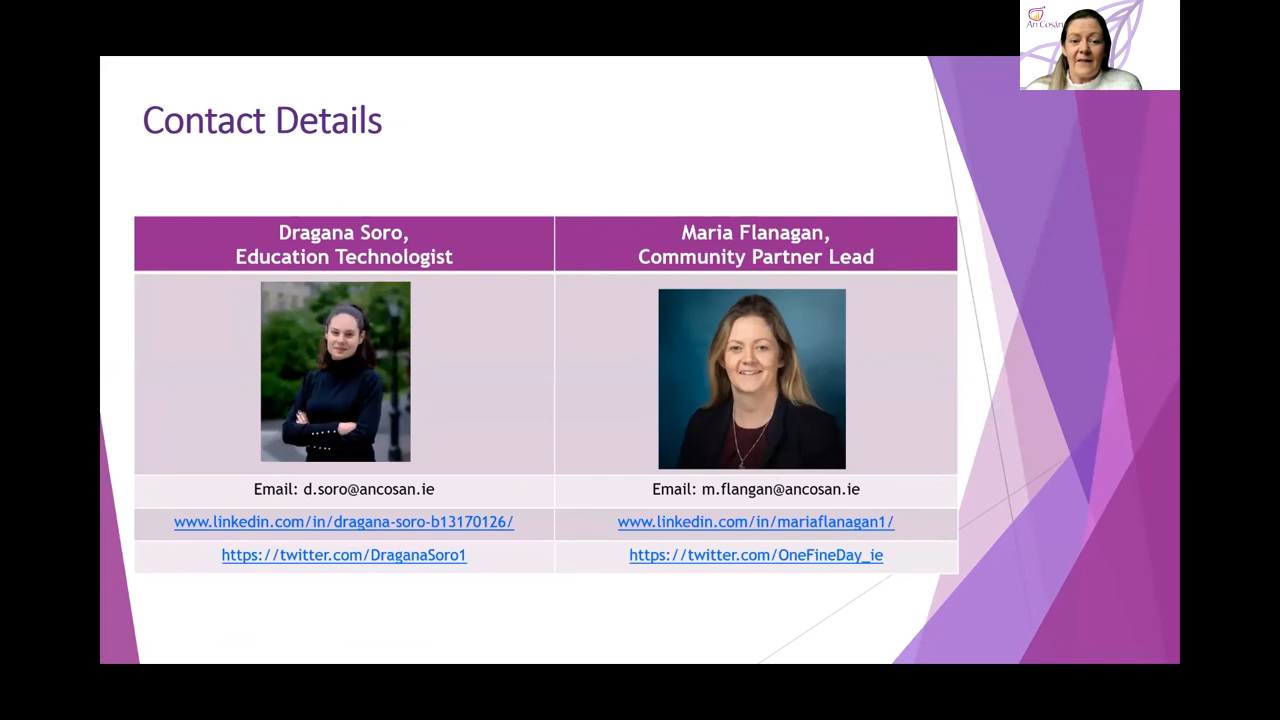 An Cosán
Contact Details
Dragana Soro,
Education Technologist
Maria Flanagan,
Community Partner Lead
Email: d.soro@ancosan.ie
Email: m.flangan@ancosan.ie
www.linkedin.com/in/dragana-soro-b13170126/
www.linkedin.com/in/mariaflanagan1/
https://twitter.com/DraganaSoro1
https://twitter.com/OneFineDay_ie